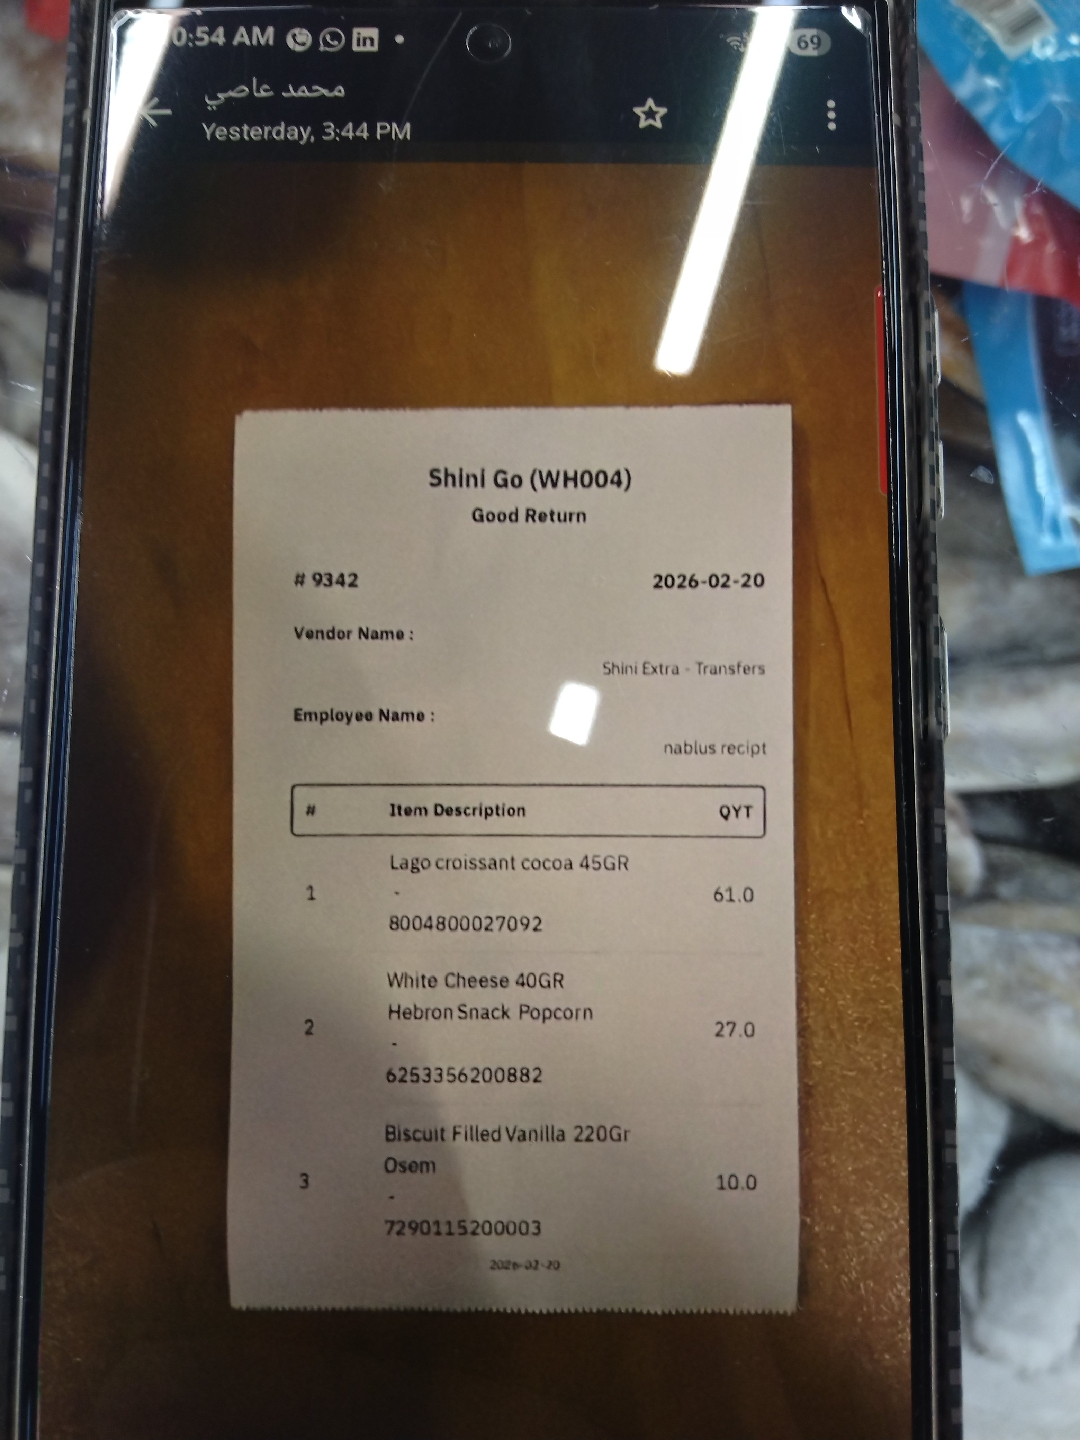 0:54 AM
69
محمد عاصي
Yesterday, 3:44 PM
Shini Go (WH004)
Good Return
# 9342 2026-02-20
Vendor Name :
Shini Extra - Transfers
Employee Name :
nablus recipt
# Item Description QYT
Lago croissant cocoa 45GR
1 - 61.0
8004800027092
White Cheese 40GR
Hebron Snack Popcorn
2 - 27.0
6253356200882
Biscuit Filled Vanilla 220Gr
Osem
3 - 10.0
7290115200003
2026-02-20